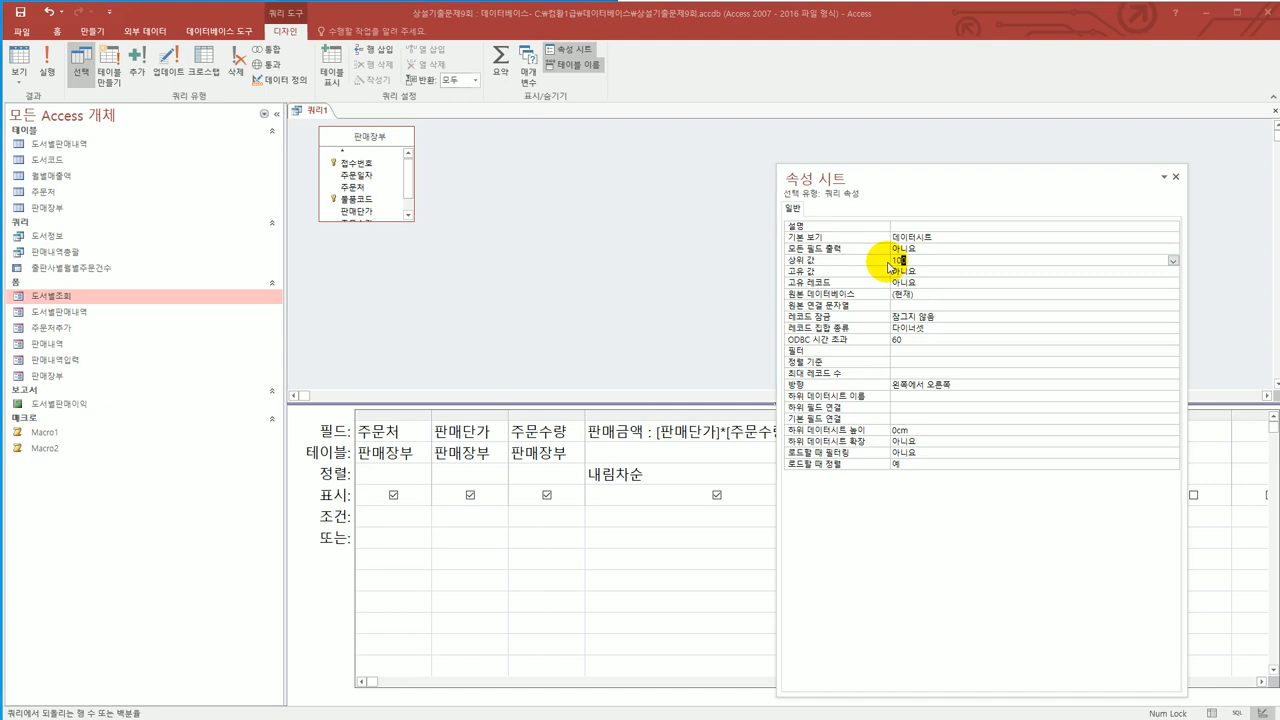 쿼리 도구
상설기출문제9회 : 데이터베이스- C:₩컴활1급₩데이터베이스₩상설기출문제9회.accdb (Access 2007 - 2016 파일 형식) - Access
파일 홈 만들기 외부 데이터 데이터베이스 도구 디자인 수행할 작업을 알려 주세요.
보기 실행 선택 테이블 만들기 추가 업데이트 크로스탭 삭제
통합
통과
데이터 정의
테이블 표시
행 삽입
행 삭제
작성기
열 삽입
열 삭제
반환: 모두
요약 매개 변수
속성 시트
테이블 이름
결과 쿼리 유형 쿼리 설정 표시/숨기기
모든 Access 개체
테이블
도서별판매내역
도서코드
월별매출액
주문처
판매장부
쿼리
도서정보
판매내역총괄
출판사별월별주문건수
폼
도서별조회
도서별판매내역
주문처추가
판매내역
판매내역입력
판매장부
보고서
도서별판매이익
매크로
Macro1
Macro2
쿼리1
판매장부
*
접수번호
주문일자
주문처
물품코드
판매단가
속성 시트
선택 유형: 쿼리 속성
일반
설명
기본 보기 데이터시트
모든 필드 출력 아니요
상위 값 100
고유 값 아니요
고유 레코드 아니요
원본 데이터베이스 (현재)
원본 연결 문자열
레코드 잠금 잠그지 않음
레코드 집합 종류 다이너셋
ODBC 시간 초과 60
필터
정렬 기준
최대 레코드 수
방향 왼쪽에서 오른쪽
하위 데이터시트 이름
하위 필드 연결
기본 필드 연결
하위 데이터시트 높이 0cm
하위 데이터시트 확장 아니요
로드할 때 필터링 아니요
로드할 때 정렬 예
필드: 주문처 판매단가 주문수량 판매금액 : [판매단가]*[주문수량
테이블: 판매장부 판매장부 판매장부
정렬: 내림차순
표시:
조건:
또는:
쿼리에서 되돌리는 행 수 또는 백분율
Num Lock SQL